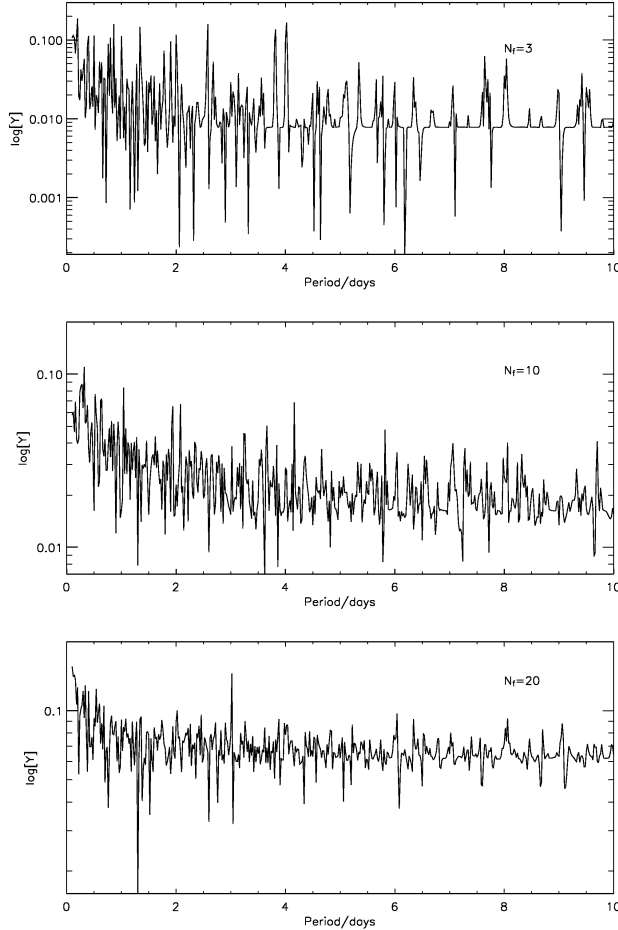 0.100
0.010
0.001
log[Y]
N_f=3
0 2 4 6 8 10
Period/days
0.10
0.01
log[Y]
N_f=10
0 2 4 6 8 10
Period/days
0.1
log[Y]
N_f=20
0 2 4 6 8 10
Period/days